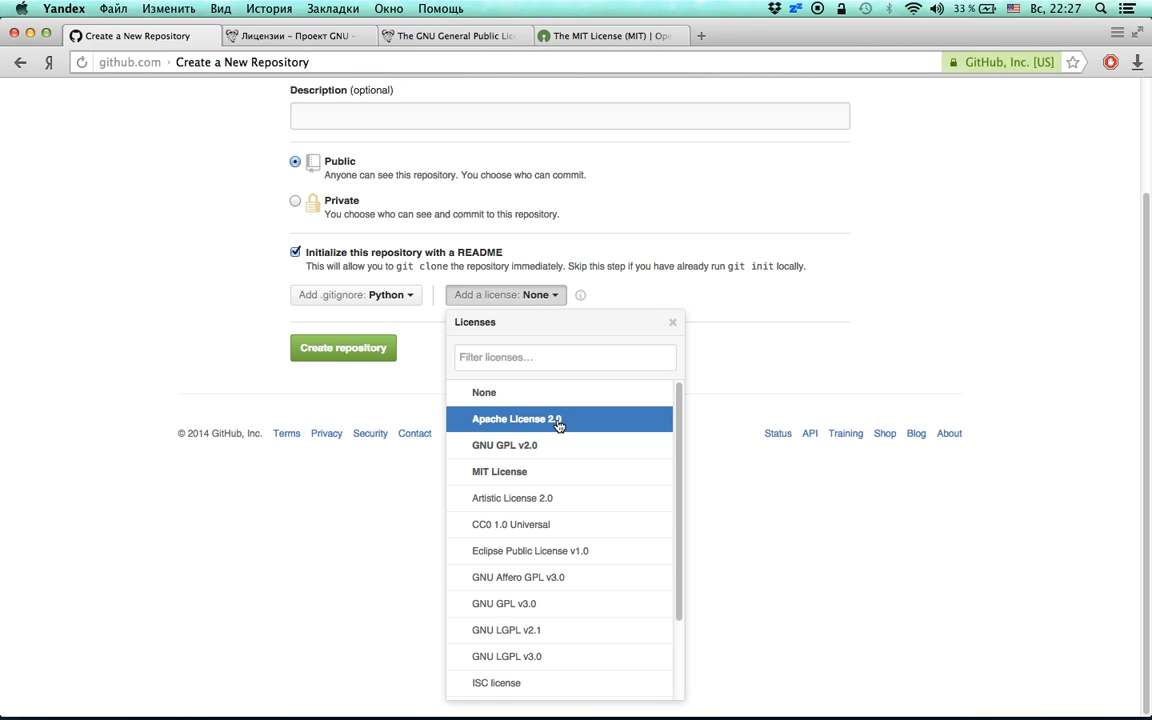 Yandex Файл Изменить Вид История Закладки Окно Помощь 33 % Вс, 22:27
Create a New Repository Лицензии – Проект GNU – The GNU General Public Lic The MIT License (MIT) | Ope
Я github.com › Create a New Repository GitHub, Inc. [US]
Description (optional)
Public
Anyone can see this repository. You choose who can commit.
Private
You choose who can see and commit to this repository.
Initialize this repository with a README
This will allow you to git clone the repository immediately. Skip this step if you have already run git init locally.
Add .gitignore: Python Add a license: None
Licenses
Create repository
Filter licenses...
None
Apache License 2.0
© 2014 GitHub, Inc. Terms Privacy Security Contact Status API Training Shop Blog About
GNU GPL v2.0
MIT License
Artistic License 2.0
CC0 1.0 Universal
Eclipse Public License v1.0
GNU Affero GPL v3.0
GNU GPL v3.0
GNU LGPL v2.1
GNU LGPL v3.0
ISC license